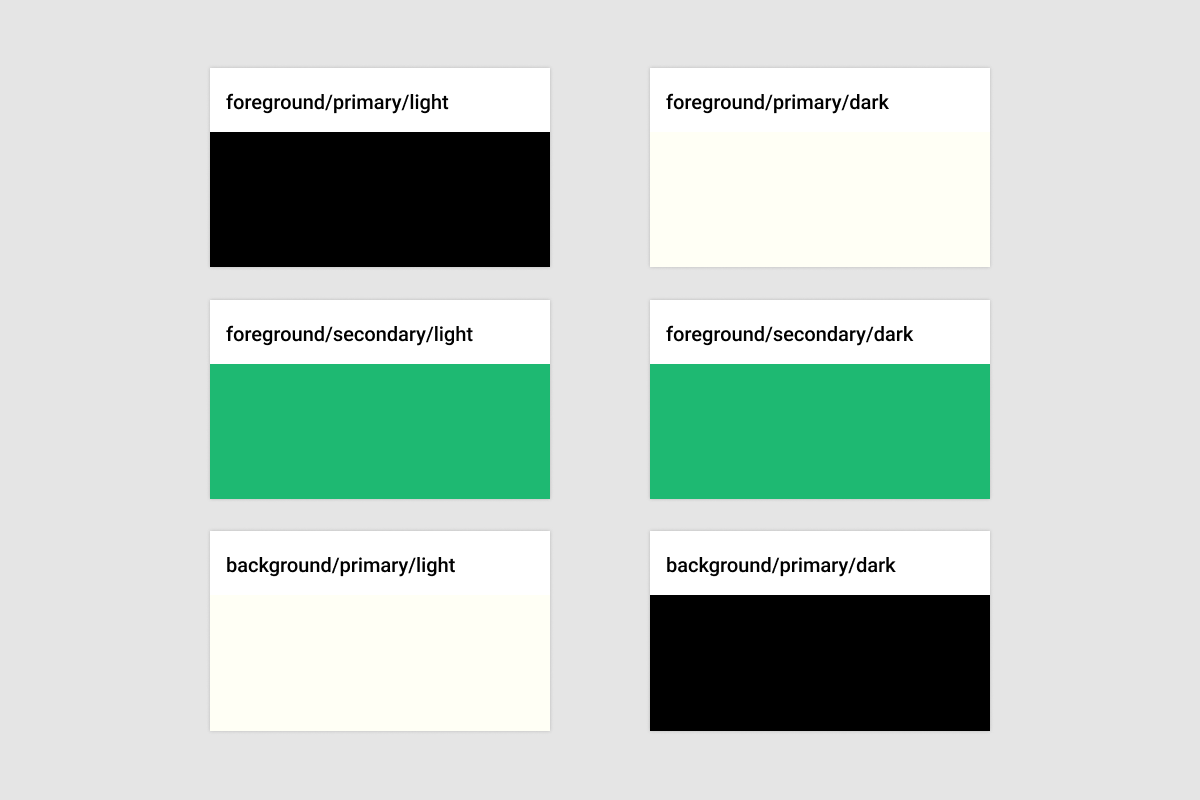 foreground/primary/light
foreground/primary/dark
foreground/secondary/light
foreground/secondary/dark
background/primary/light
background/primary/dark